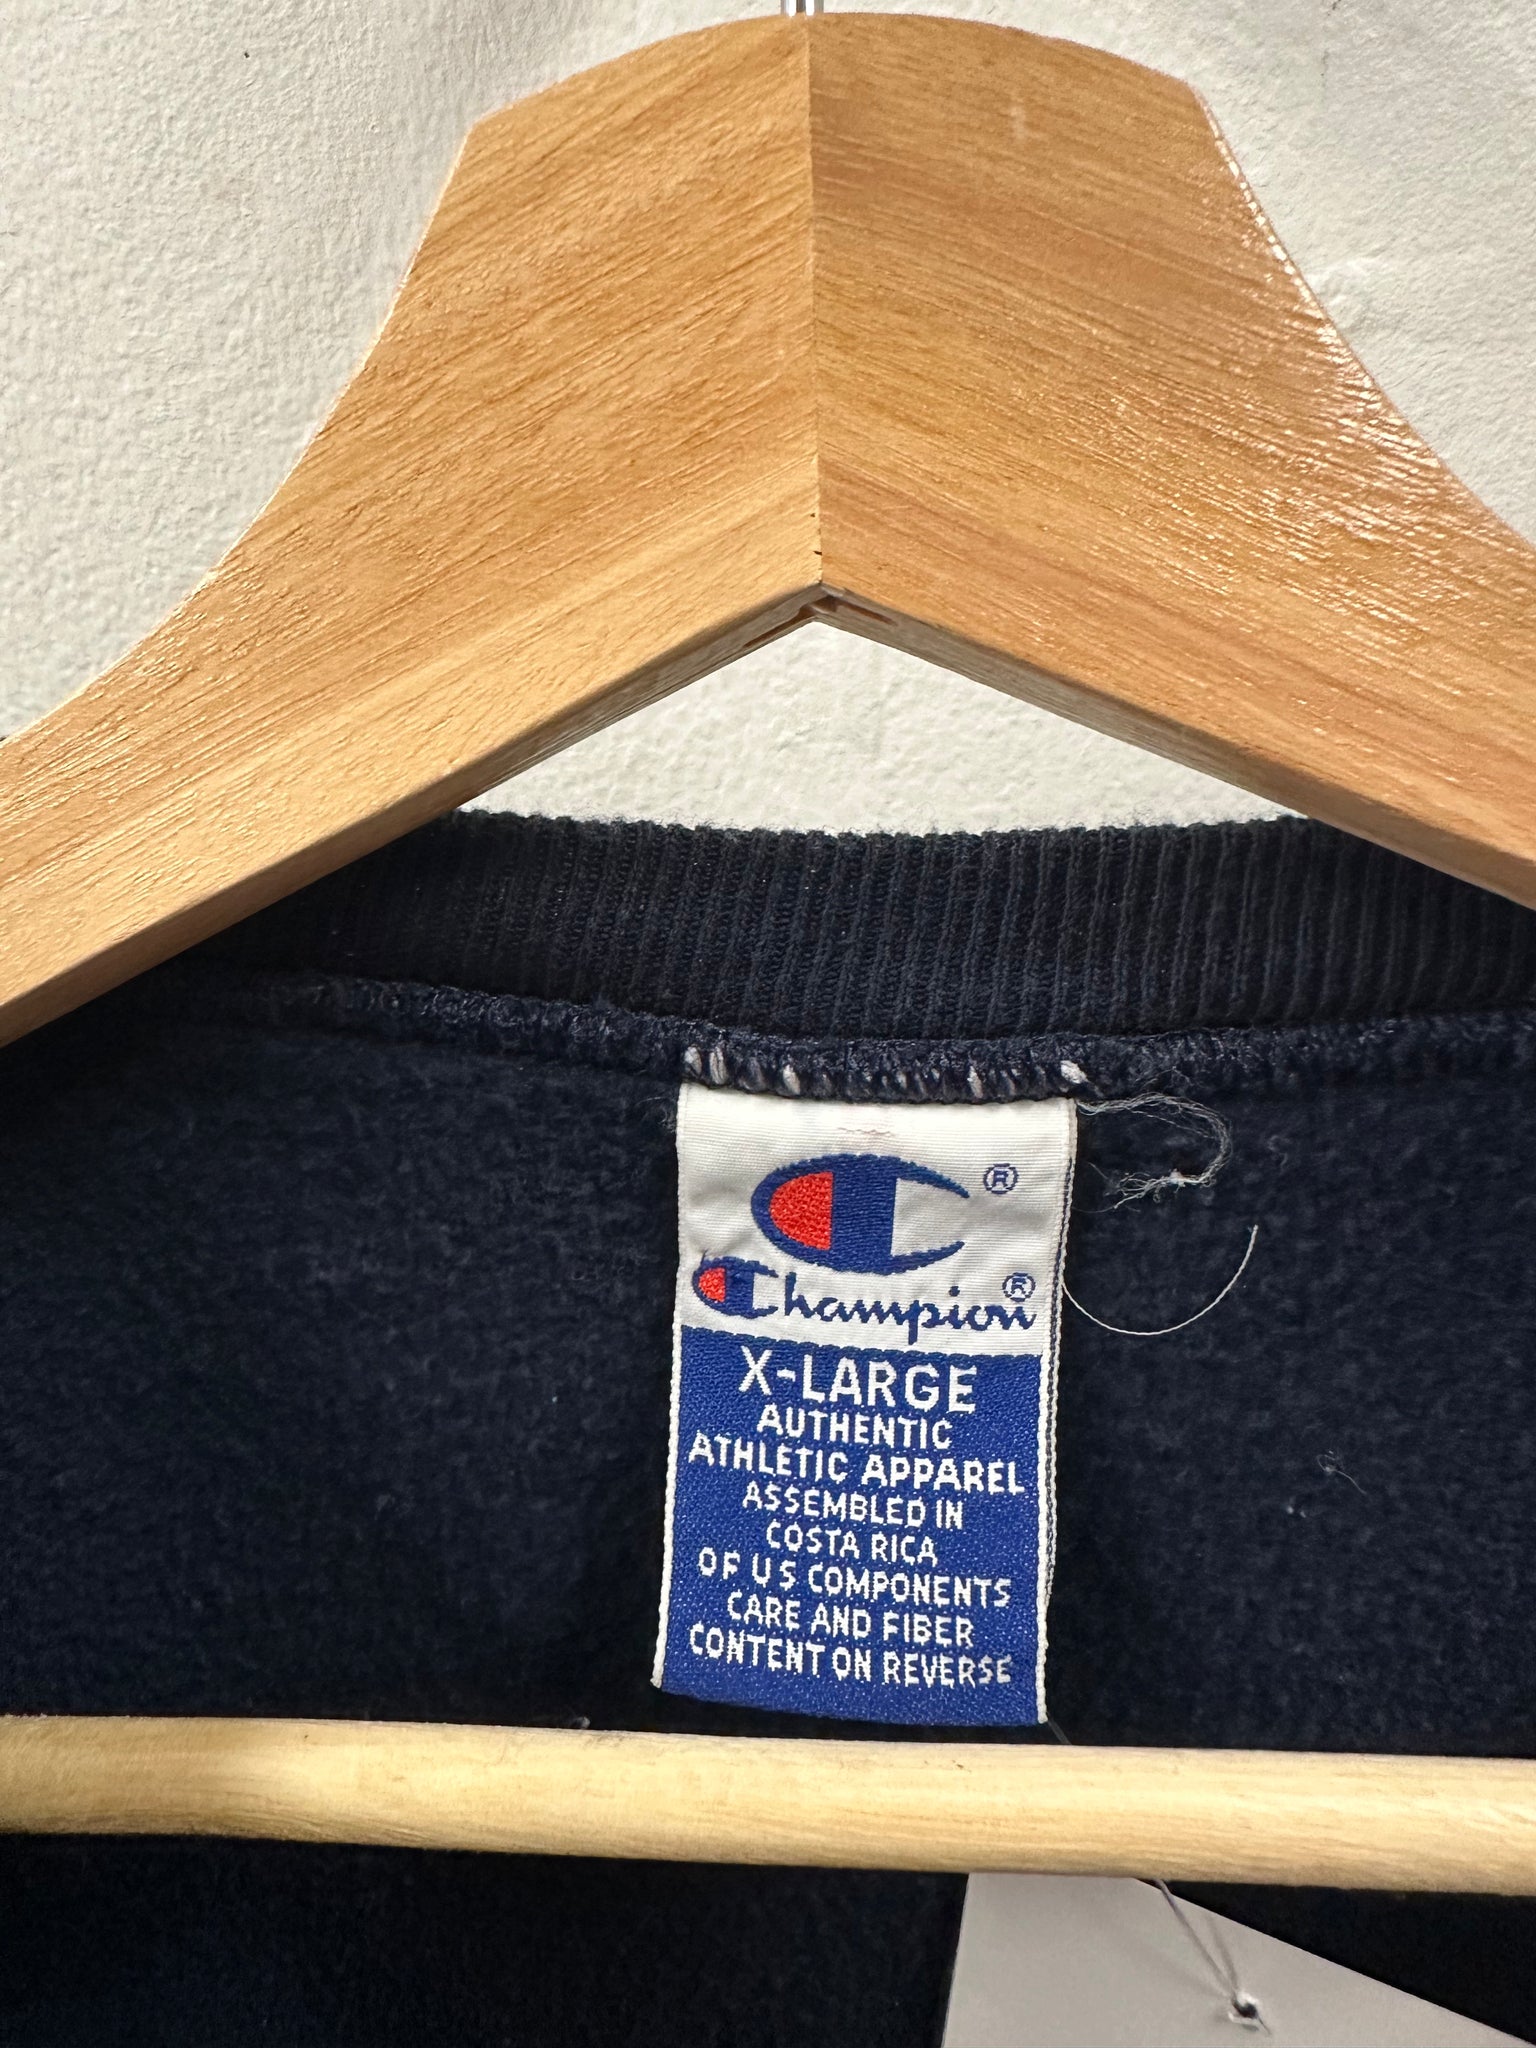 ®
Champion®
X-LARGE
AUTHENTIC
ATHLETIC APPAREL
ASSEMBLED IN
COSTA RICA
OF U S COMPONENTS
CARE AND FIBER
CONTENT ON REVERSE